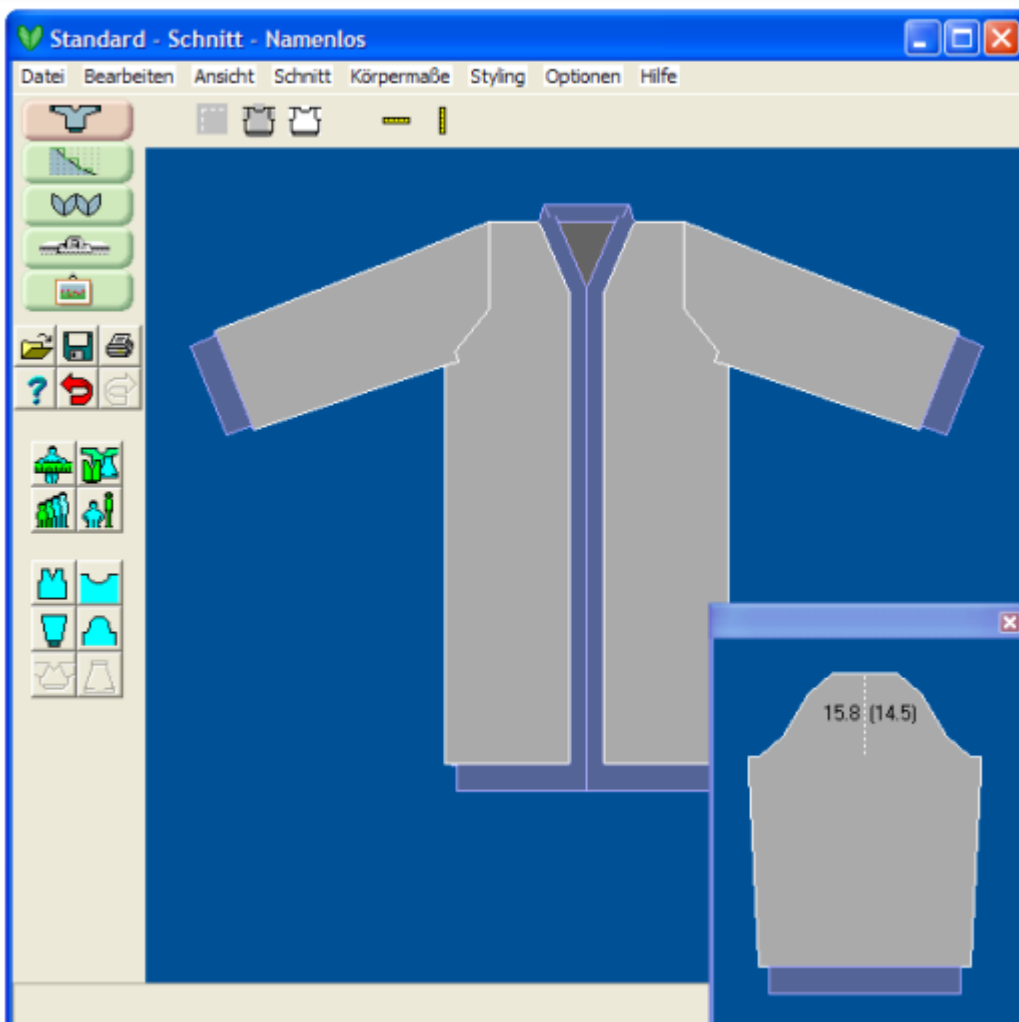 Standard - Schnitt - Namenlos
Datei Bearbeiten Ansicht Schnitt Körpermaße Styling Optionen Hilfe
15.8 (14.5)